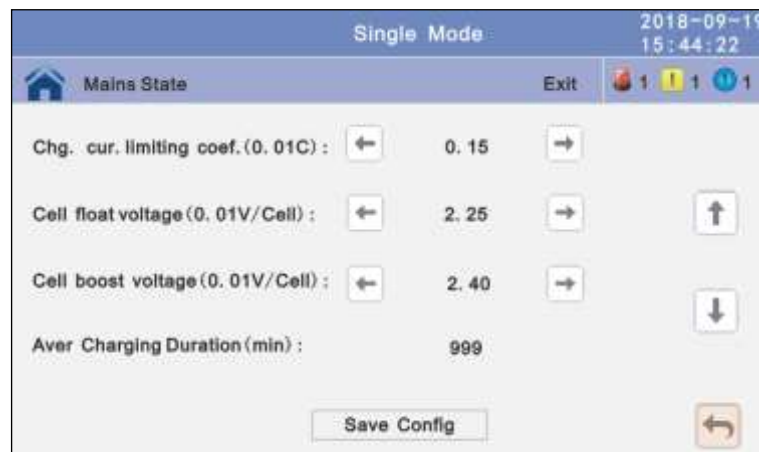 Single Mode
2018-09-19
15:44:22
Mains State Exit 1 ! 1 1
Chg. cur. limiting coef.(0.01C): 0.15
Cell float voltage(0.01V/Cell): 2.25
Cell boost voltage(0.01V/Cell): 2.40
Aver Charging Duration(min): 999
Save Config